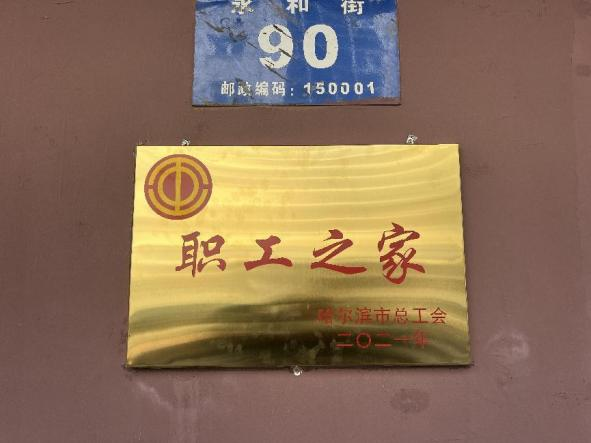 永和街
90
邮政编码：150001
职工之家
哈尔滨市总工会
二〇二一年